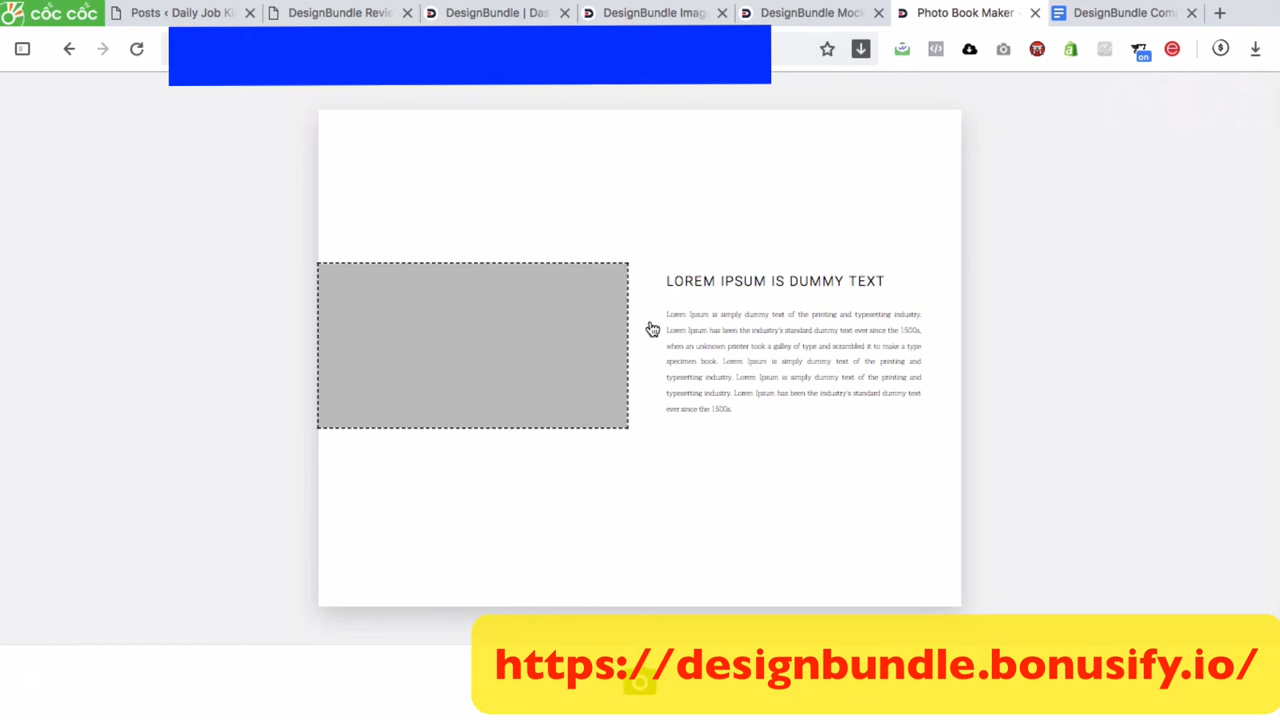 cốc cốc
Posts ‹ Daily Job Ki
DesignBundle Revie
DesignBundle | Das
DesignBundle Imag
DesignBundle Mock
Photo Book Maker -
DesignBundle Com
on
LOREM IPSUM IS DUMMY TEXT
Lorem Ipsum is simply dummy text of the printing and typesetting industry.
Lorem Ipsum has been the industry's standard dummy text ever since the 1500s,
when an unknown printer took a galley of type and scrambled it to make a type
specimen book. Lorem Ipsum is simply dummy text of the printing and
typesetting industry. Lorem Ipsum is simply dummy text of the printing and
typesetting industry. Lorem Ipsum has been the industry's standard dummy text
ever since the 1500s.
https://designbundle.bonusify.io/